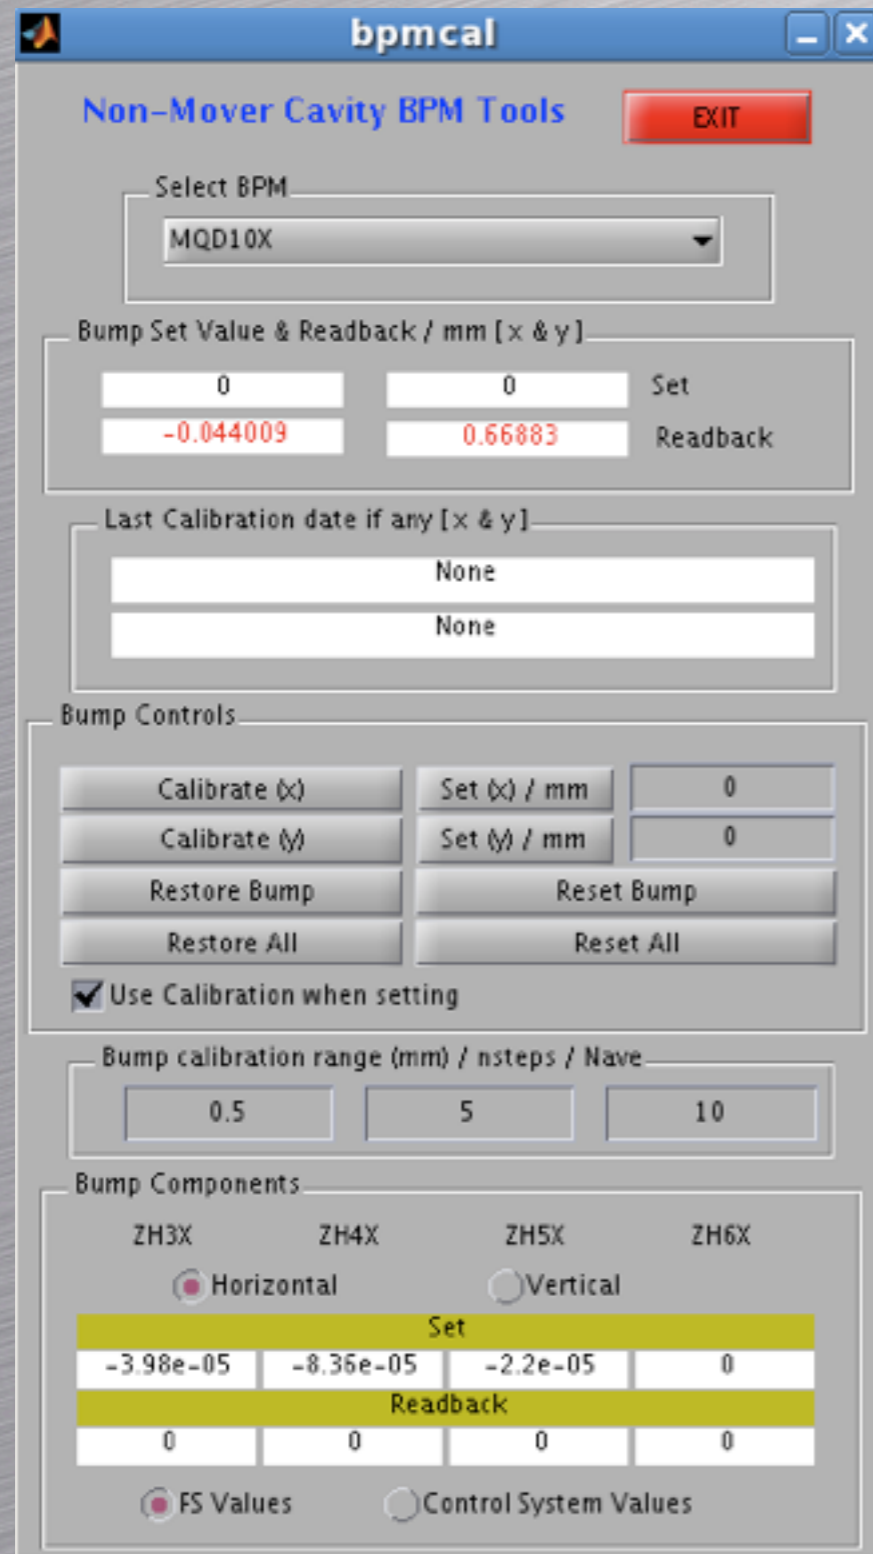 bpmcal
Non-Mover Cavity BPM Tools EXIT
Select BPM
MQD10X
Bump Set Value & Readback / mm [ x & y ]
0 0 Set
-0.044009 0.66883 Readback
Last Calibration date if any [ x & y ]
None
None
Bump Controls
Calibrate (x) Set (x) / mm 0
Calibrate (y) Set (y) / mm 0
Restore Bump Reset Bump
Restore All Reset All
Use Calibration when setting
Bump calibration range (mm) / nsteps / Nave
0.5 5 10
Bump Components
ZH3X ZH4X ZH5X ZH6X
Horizontal Vertical
Set
-3.98e-05 -8.36e-05 -2.2e-05 0
Readback
0 0 0 0
FS Values Control System Values